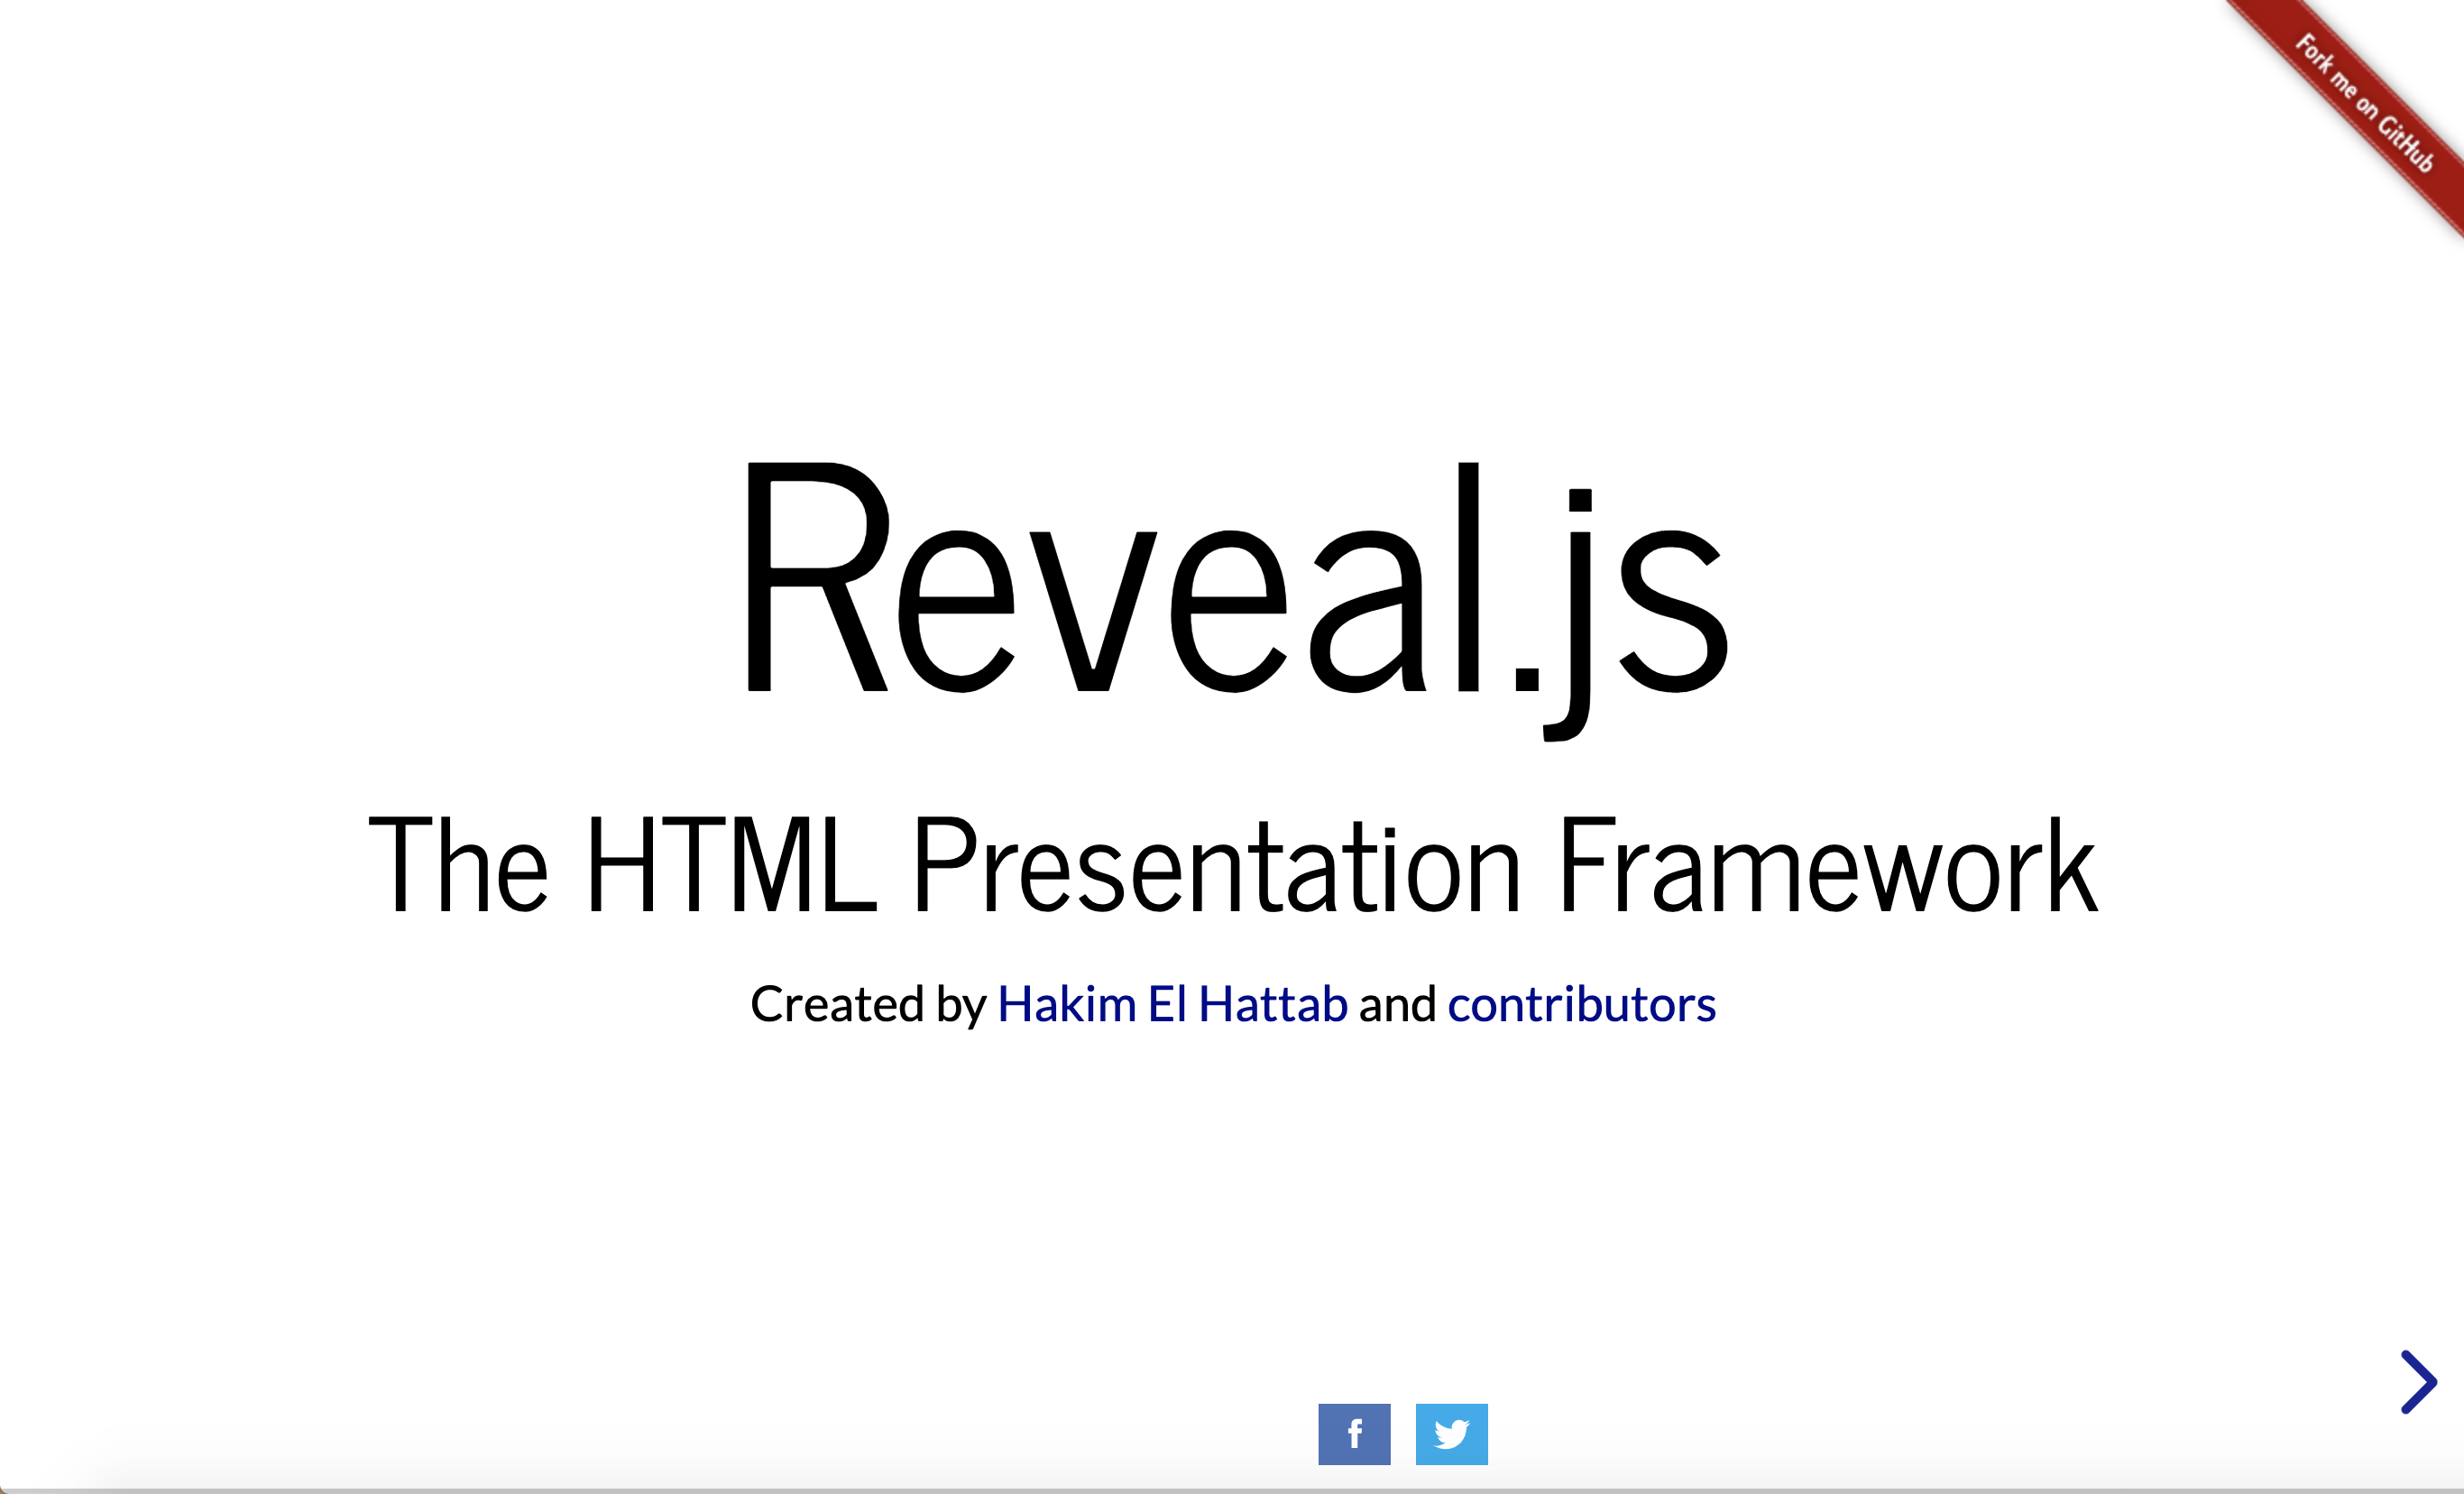 Fork me on GitHub
Reveal.js
The HTML Presentation Framework
Created by Hakim El Hattab and contributors